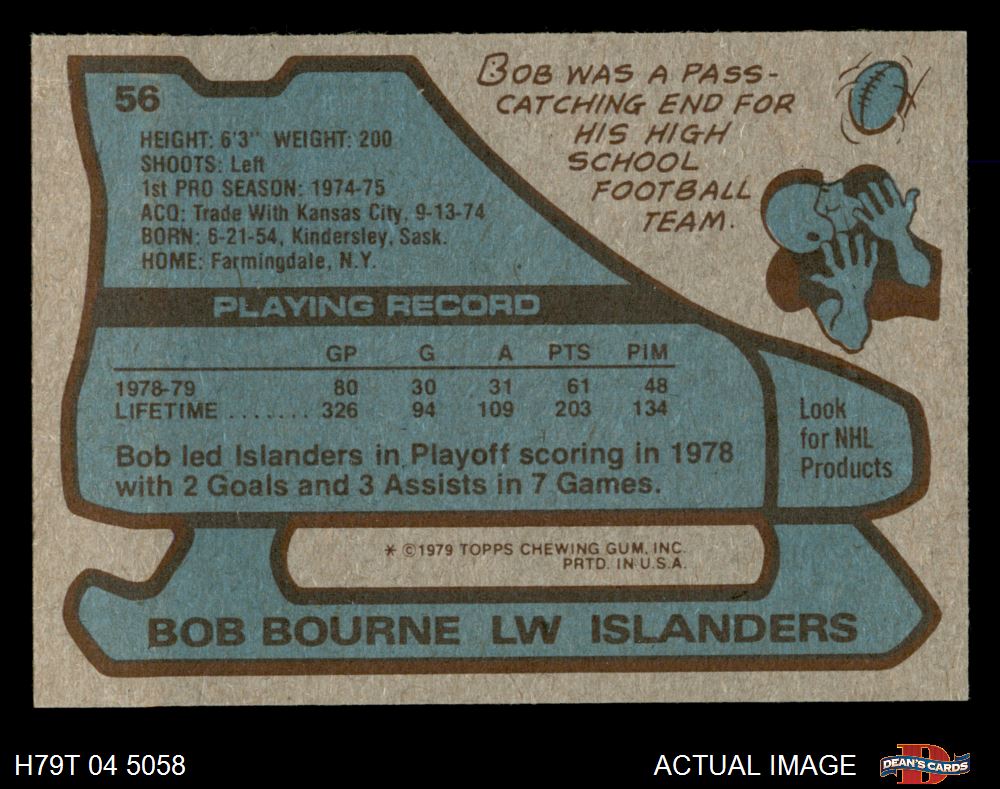 56
HEIGHT: 6'3" WEIGHT: 200
SHOOTS: Left
1st PRO SEASON: 1974-75
ACQ: Trade With Kansas City, 9-13-74
BORN: 6-21-54, Kindersley, Sask.
HOME: Farmingdale, N.Y.
BOB WAS A PASS-
CATCHING END FOR
HIS HIGH
SCHOOL
FOOTBALL
TEAM.
PLAYING RECORD
GP G A PTS PIM
1978-79 80 30 31 61 48
LIFETIME ....... 326 94 109 203 134
Bob led Islanders in Playoff scoring in 1978
with 2 Goals and 3 Assists in 7 Games.
Look
for NHL
Products
* ©1979 TOPPS CHEWING GUM, INC.
PRTD. IN U.S.A.
BOB BOURNE LW ISLANDERS
H79T 04 5058
ACTUAL IMAGE
D
DEAN'S CARDS